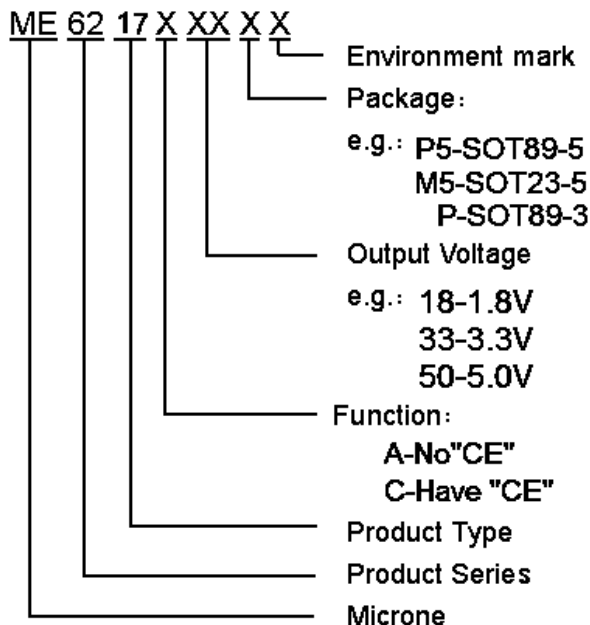 ME 62 17 X XX X X
Environment mark
Package:
e.g.: P5-SOT89-5
M5-SOT23-5
P-SOT89-3
Output Voltage
e.g.: 18-1.8V
33-3.3V
50-5.0V
Function:
A-No"CE"
C-Have "CE"
Product Type
Product Series
Microne